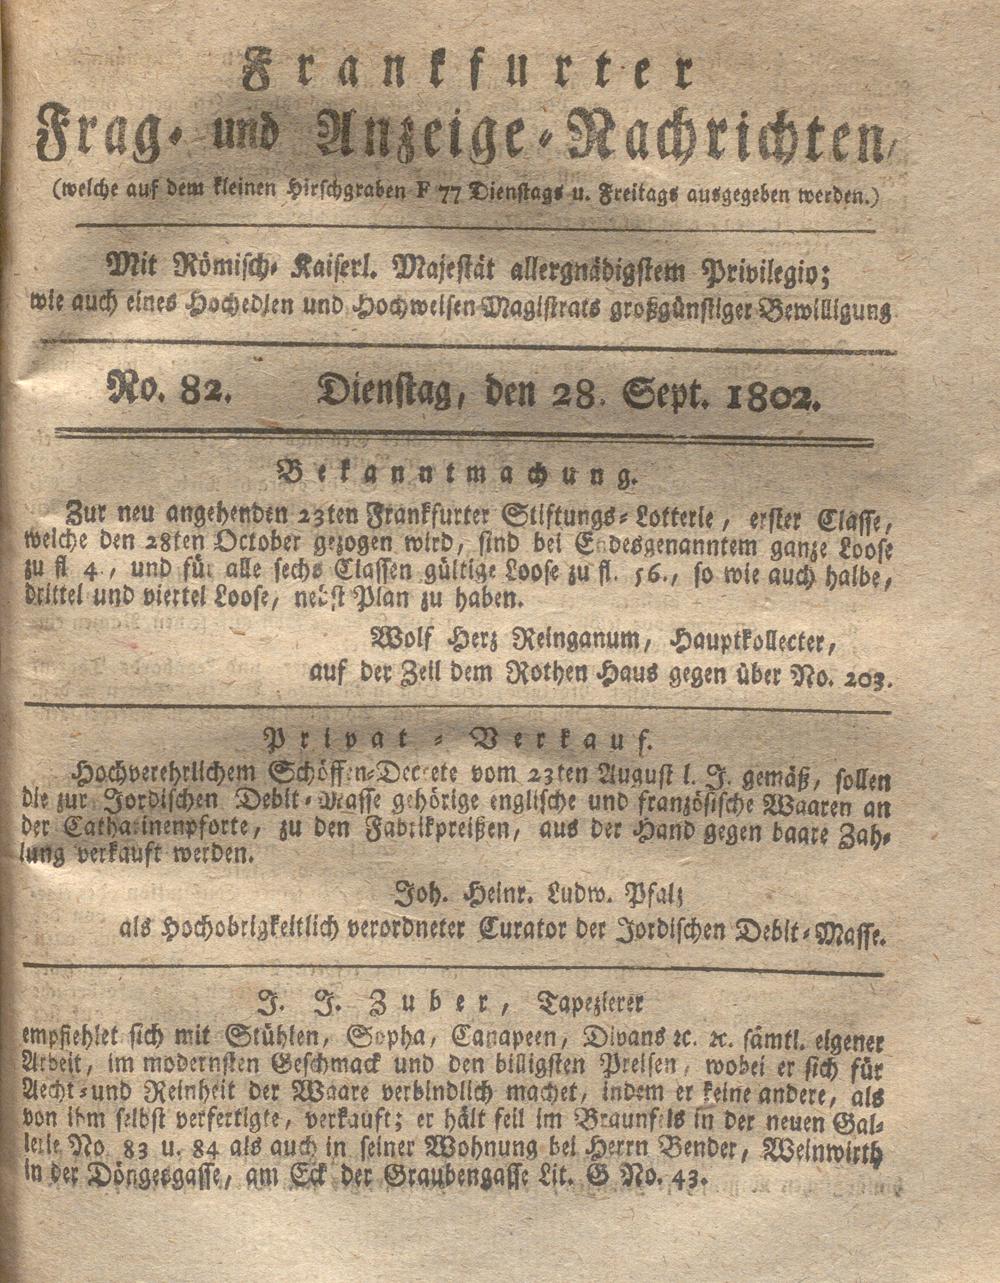 Frankfurter
Frag- und Anzeige-Nachrichten,
(welche auf dem kleinen Hirschgraben F 77 Dienstags u. Freitags ausgegeben werden.)
Mit Römisch- Kaiserl. Majestät allergnädigstem Privilegio;
wie auch eines Hochedlen und Hochweisen Magistrats großgünstiger Bewilligung
No. 82. Dienstag, den 28. Sept. 1802.
Bekanntmachung.
Zur neu angehenden 23ten Frankfurter Stiftungs-Lotterie, erster Classe,
welche den 28ten October gezogen wird, sind bei Endesgenanntem ganze Loose
zu fl 4., und für alle sechs Classen gültige Loose zu fl. 56., so wie auch halbe,
drittel und viertel Loose, nebst Plan zu haben.
Wolf Herz Reinganum, Hauptkollecter,
auf der Zeil dem Rothen Haus gegen über No. 203.
Privat-Verkauf.
Hochverehrlichem Schöffen-Decrete vom 23ten August l. J. gemäß, sollen
die zur Jordischen Debit-Masse gehörige englische und französische Waaren an
der Catharinenpforte, zu den Fabrikpreißen, aus der Hand gegen baare Zah-
lung verkauft werden.
Joh. Heinr. Ludw. Pfalz
als Hochobrigkeitlich verordneter Curator der Jordischen Debit-Masse.
J. J. Zuber, Tapezierer
empfiehlet sich mit Stühlen, Sopha, Canapeen, Divans ꝛc. ꝛc. sämtl. eigener
Arbeit, im modernsten Geschmack und den billigsten Preisen, wobei er sich für
Aecht-und Reinheit der Waare verbindlich machet, indem er keine andere, als
von ihm selbst verfertigte, verkauft; er hält feil im Braunfels in der neuen Gal-
lerie No. 83 u. 84 als auch in seiner Wohnung bei Herrn Bender, Weinwirth
in der Döngesgasse, am Eck der Graubengasse Lit. G No. 43.